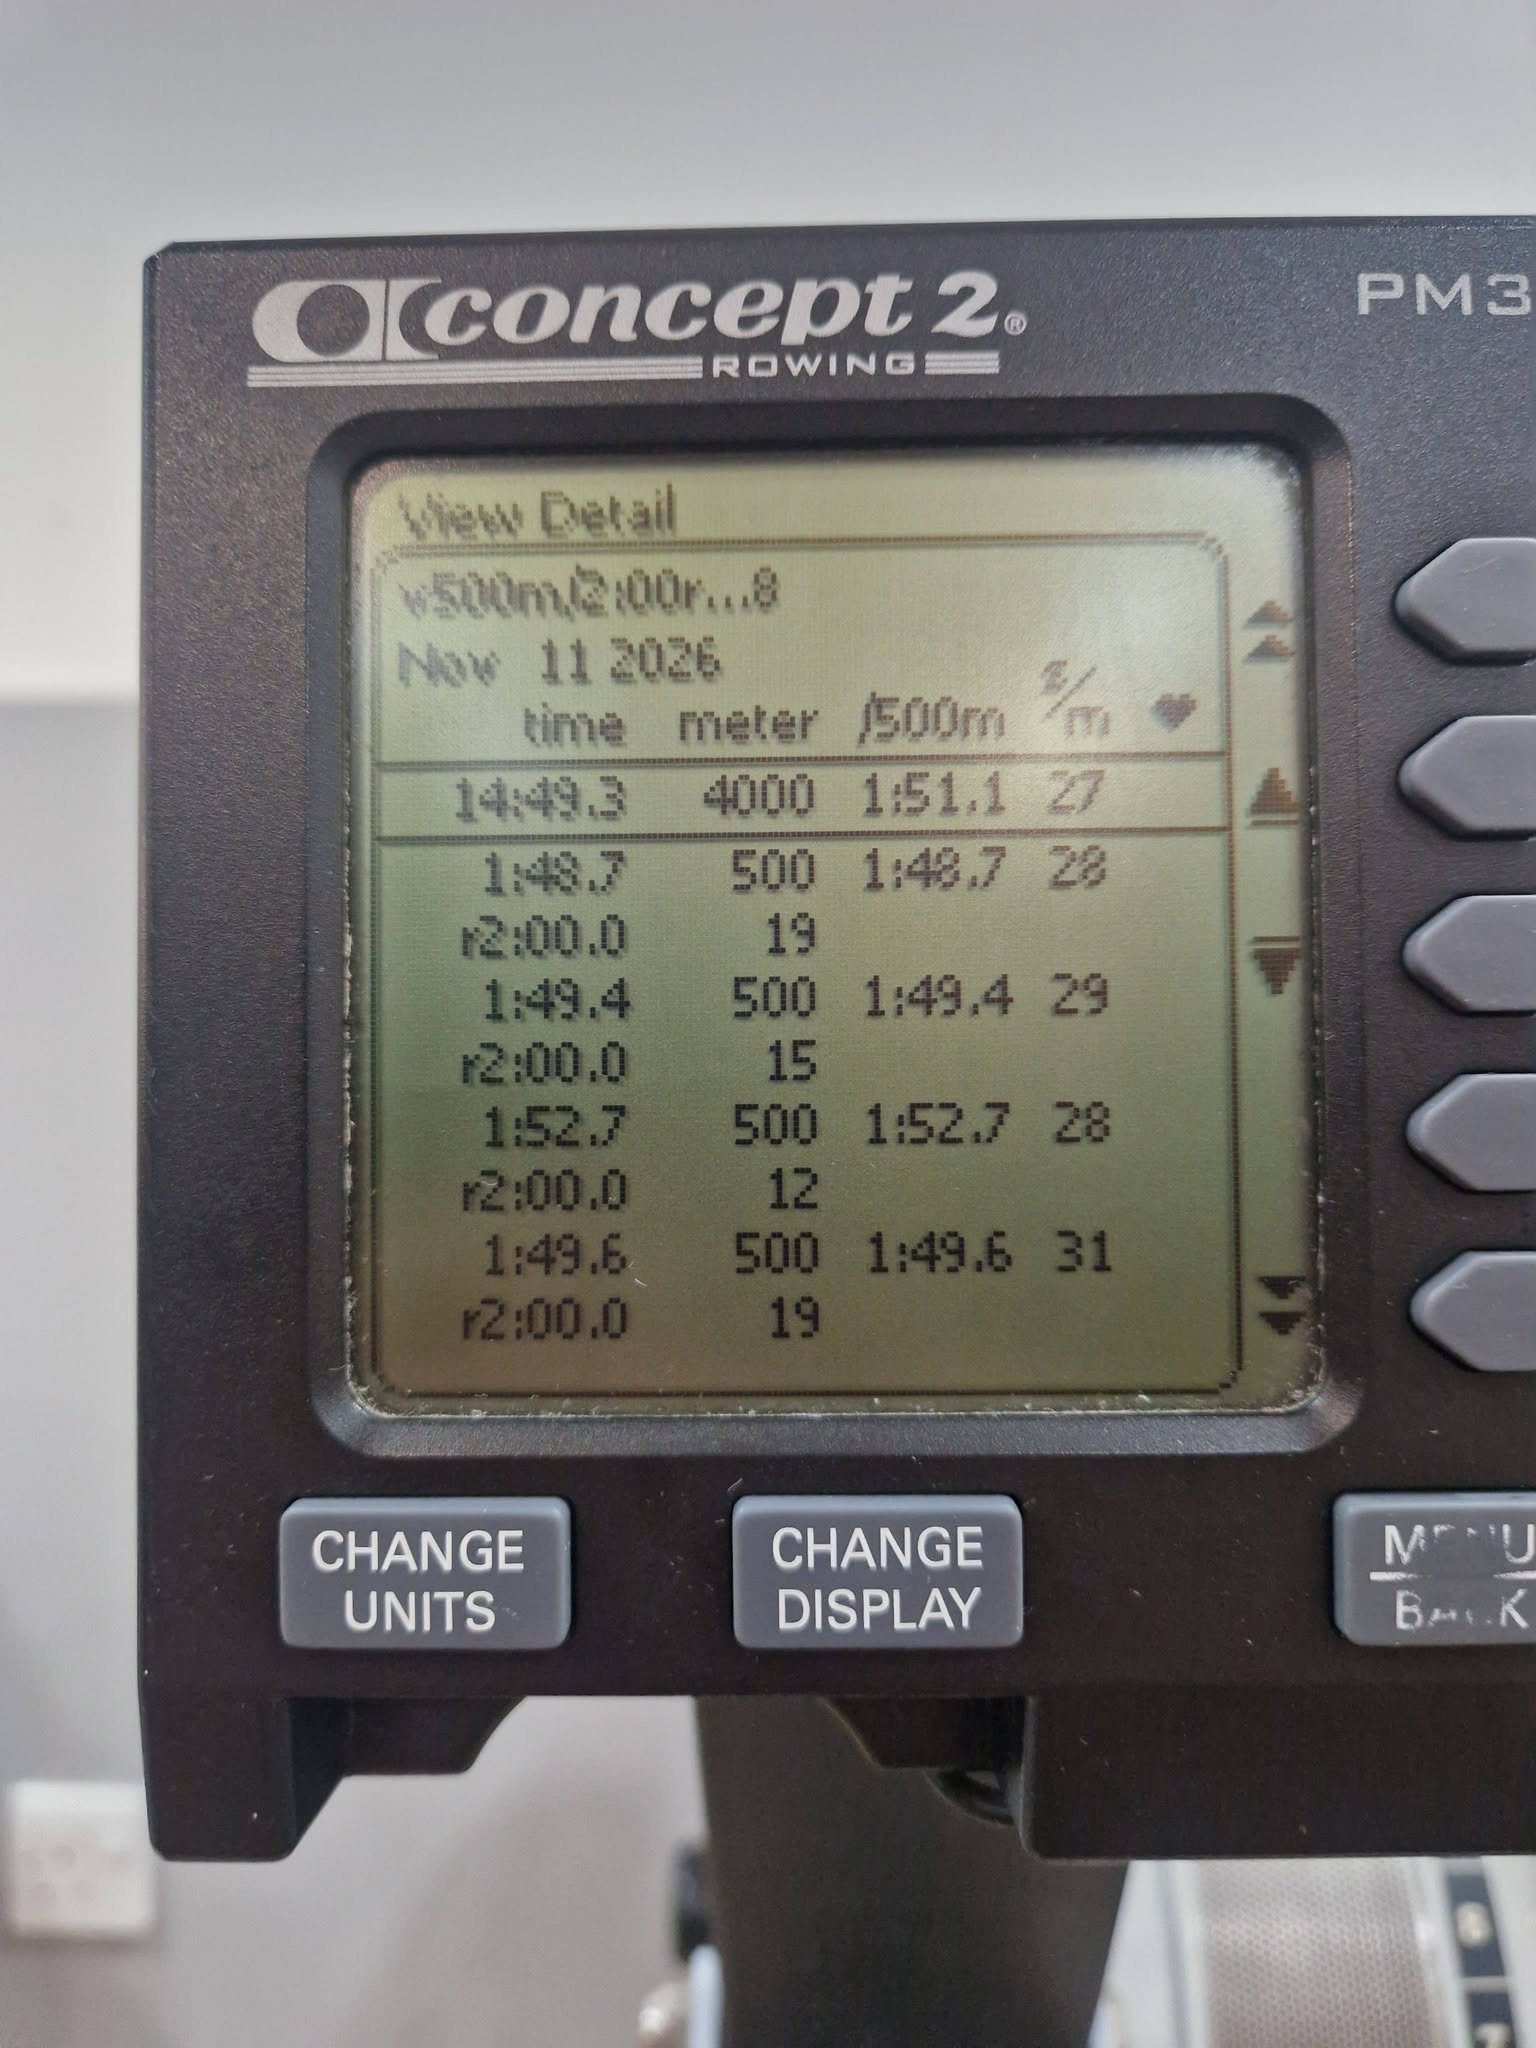 concept 2® PM3
ROWING
View Detail
v500m/2:00r...8
Nov 11 2026
time meter /500m s/m ♥
14:49.3 4000 1:51.1 27
1:48.7 500 1:48.7 28
r2:00.0 19
1:49.4 500 1:49.4 29
r2:00.0 15
1:52.7 500 1:52.7 28
r2:00.0 12
1:49.6 500 1:49.6 31
r2:00.0 19
CHANGE UNITS
CHANGE DISPLAY
MENU
BACK
6
7